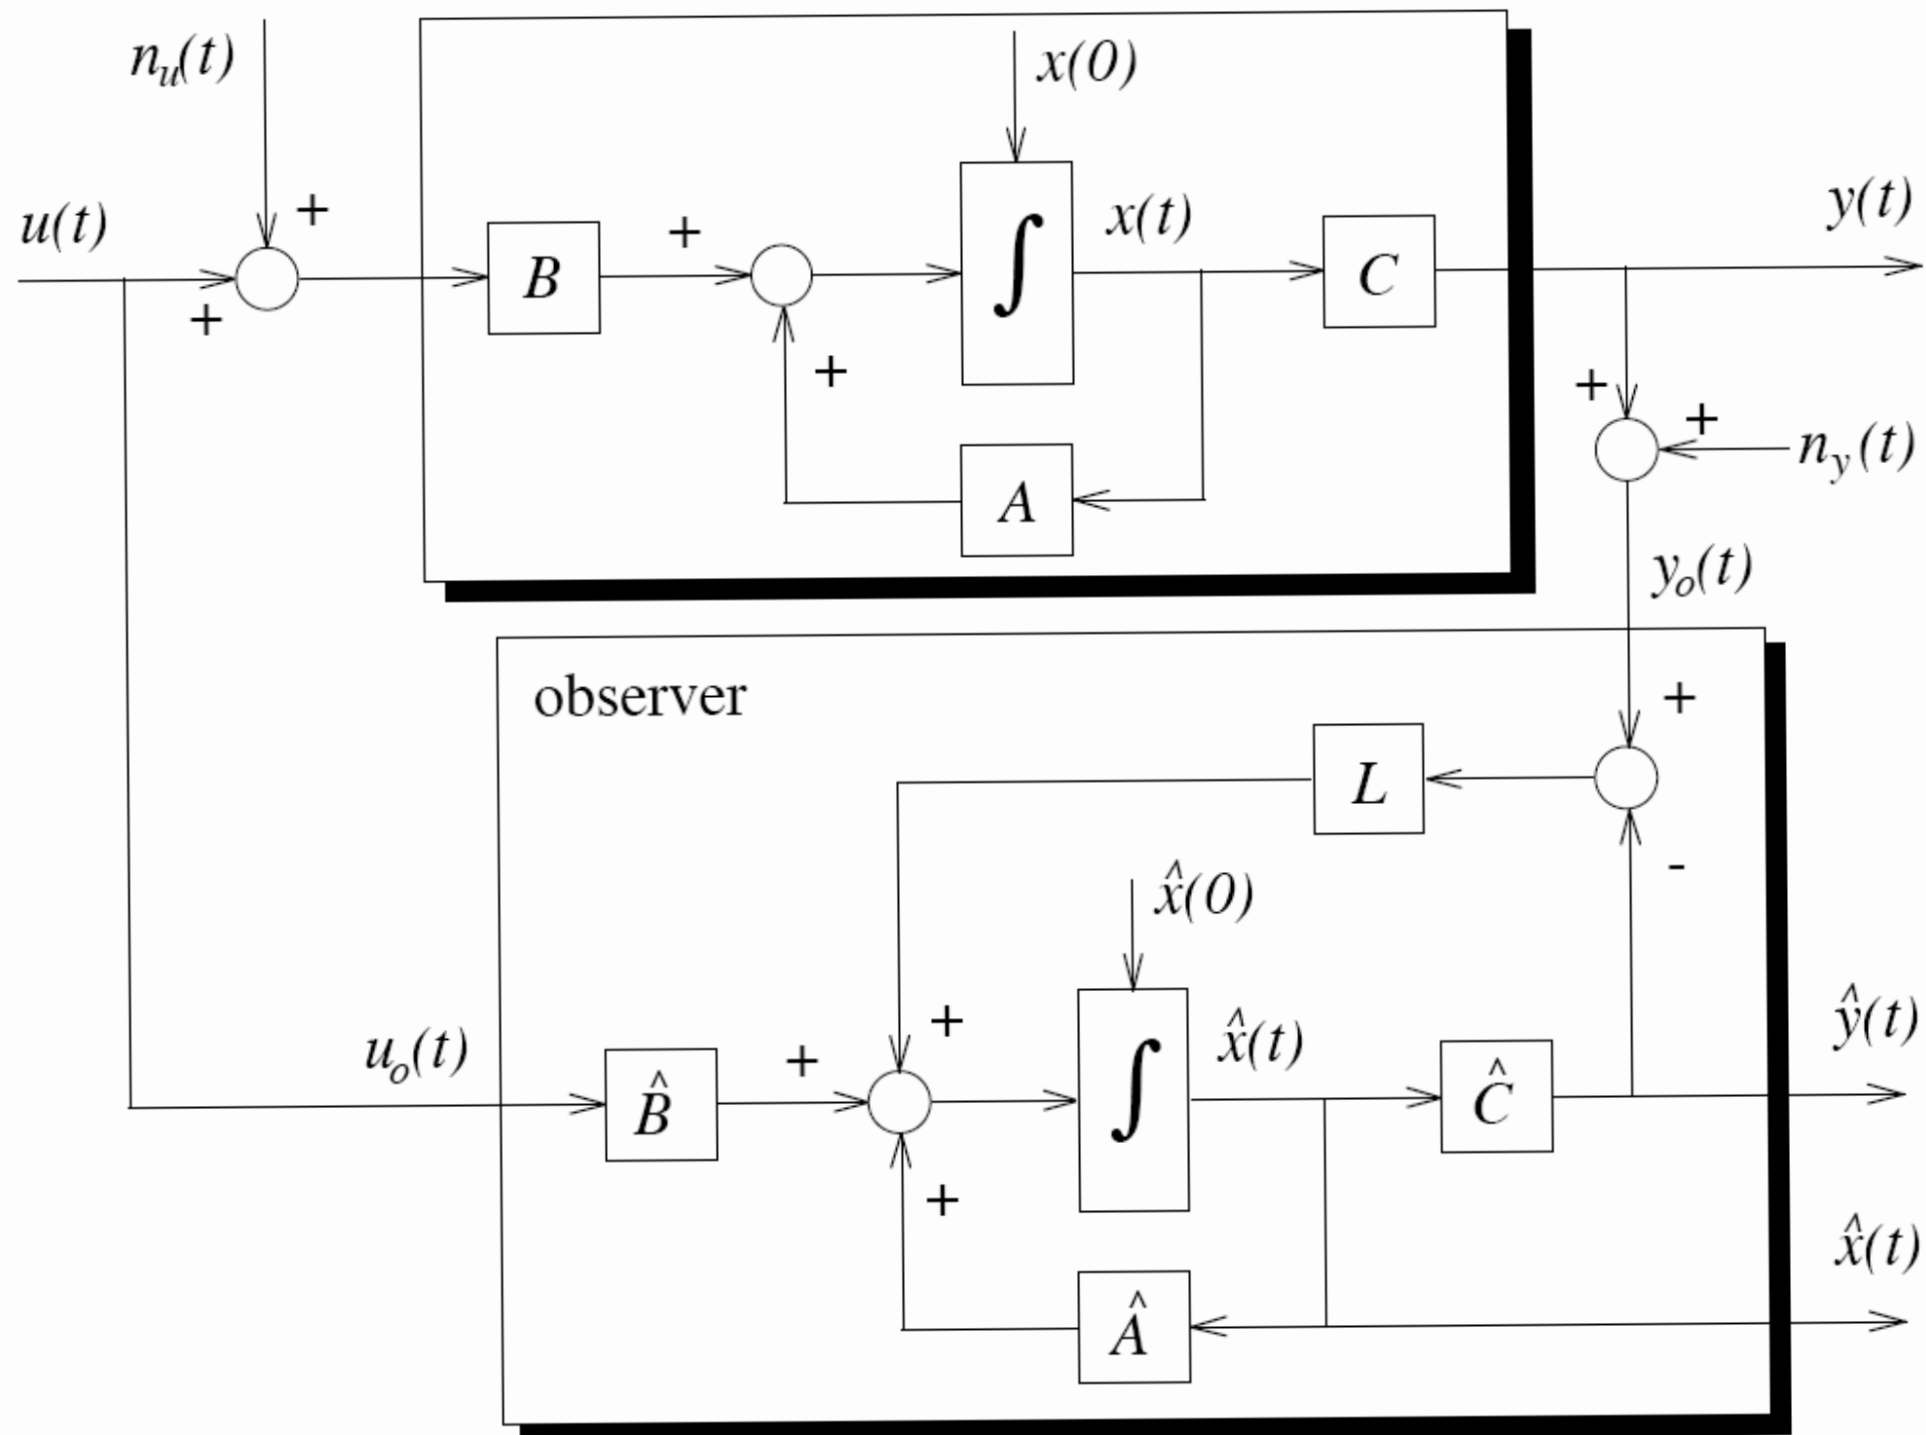 n_u(t)
x(0)
+
u(t)
+
B
+
∫
x(t)
C
y(t)
+
A
+
+
n_y(t)
y_o(t)
observer
+
L
-
x̂(0)
+
u_o(t)
B̂
+
∫
x̂(t)
Ĉ
ŷ(t)
+
Â
x̂(t)